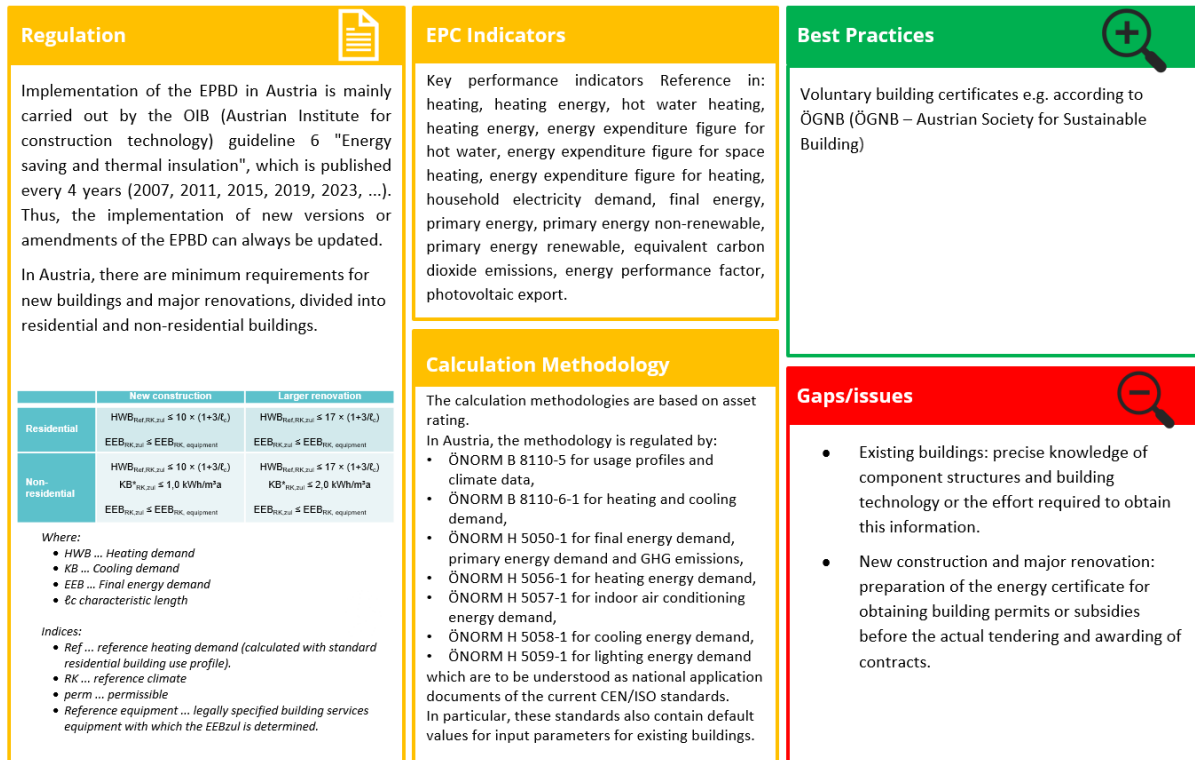 Regulation
Implementation of the EPBD in Austria is mainly
carried out by the OIB (Austrian Institute for
construction technology) guideline 6 "Energy
saving and thermal insulation", which is published
every 4 years (2007, 2011, 2015, 2019, 2023, ...).
Thus, the implementation of new versions or
amendments of the EPBD can always be updated.
In Austria, there are minimum requirements for
new buildings and major renovations, divided into
residential and non-residential buildings.
New construction Larger renovation
Residential
HWB_Ref,RK,zul ≤ 10 × (1+3/ℓ_c) HWB_Ref,RK,zul ≤ 17 × (1+3/ℓ_c)
EEB_RK,zul ≤ EEB_RK, equipment EEB_RK,zul ≤ EEB_RK, equipment
Non-
residential
HWB_Ref,RK,zul ≤ 10 × (1+3/ℓ_c) HWB_Ref,RK,zul ≤ 17 × (1+3/ℓ_c)
KB*_RK,zul ≤ 1,0 kWh/m³a KB*_RK,zul ≤ 2,0 kWh/m³a
EEB_RK,zul ≤ EEB_RK, equipment EEB_RK,zul ≤ EEB_RK, equipment
Where:
• HWB ... Heating demand
• KB ... Cooling demand
• EEB ... Final energy demand
• ℓc characteristic length
Indices:
• Ref ... reference heating demand (calculated with standard
residential building use profile).
• RK ... reference climate
• perm ... permissible
• Reference equipment ... legally specified building services
equipment with which the EEBzul is determined.
EPC Indicators
Key performance indicators Reference in:
heating, heating energy, hot water heating,
heating energy, energy expenditure figure for
hot water, energy expenditure figure for space
heating, energy expenditure figure for heating,
household electricity demand, final energy,
primary energy, primary energy non-renewable,
primary energy renewable, equivalent carbon
dioxide emissions, energy performance factor,
photovoltaic export.
Calculation Methodology
The calculation methodologies are based on asset
rating.
In Austria, the methodology is regulated by:
• ÖNORM B 8110-5 for usage profiles and
climate data,
• ÖNORM B 8110-6-1 for heating and cooling
demand,
• ÖNORM H 5050-1 for final energy demand,
primary energy demand and GHG emissions,
• ÖNORM H 5056-1 for heating energy demand,
• ÖNORM H 5057-1 for indoor air conditioning
energy demand,
• ÖNORM H 5058-1 for cooling energy demand,
• ÖNORM H 5059-1 for lighting energy demand
which are to be understood as national application
documents of the current CEN/ISO standards.
In particular, these standards also contain default
values for input parameters for existing buildings.
Best Practices
Voluntary building certificates e.g. according to
ÖGNB (ÖGNB – Austrian Society for Sustainable
Building)
Gaps/issues
● Existing buildings: precise knowledge of
component structures and building
technology or the effort required to obtain
this information.
● New construction and major renovation:
preparation of the energy certificate for
obtaining building permits or subsidies
before the actual tendering and awarding of
contracts.